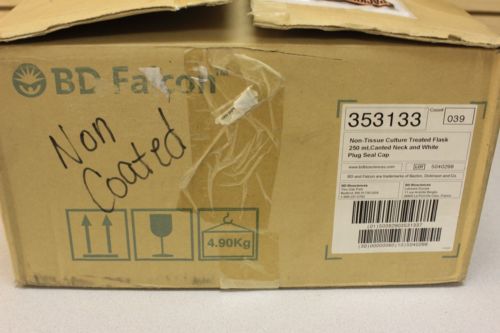 BD Falcon™
Non
Coated
4.90Kg
353133
039
Non-Tissue Culture Treated Flask
250 ml,Canted Neck and White
Plug Seal Cap
www.bdbiosciences.com
LOT 5040298
BD and Falcon are trademarks of Becton, Dickinson and Co.
BD Biosciences
BD Biosciences